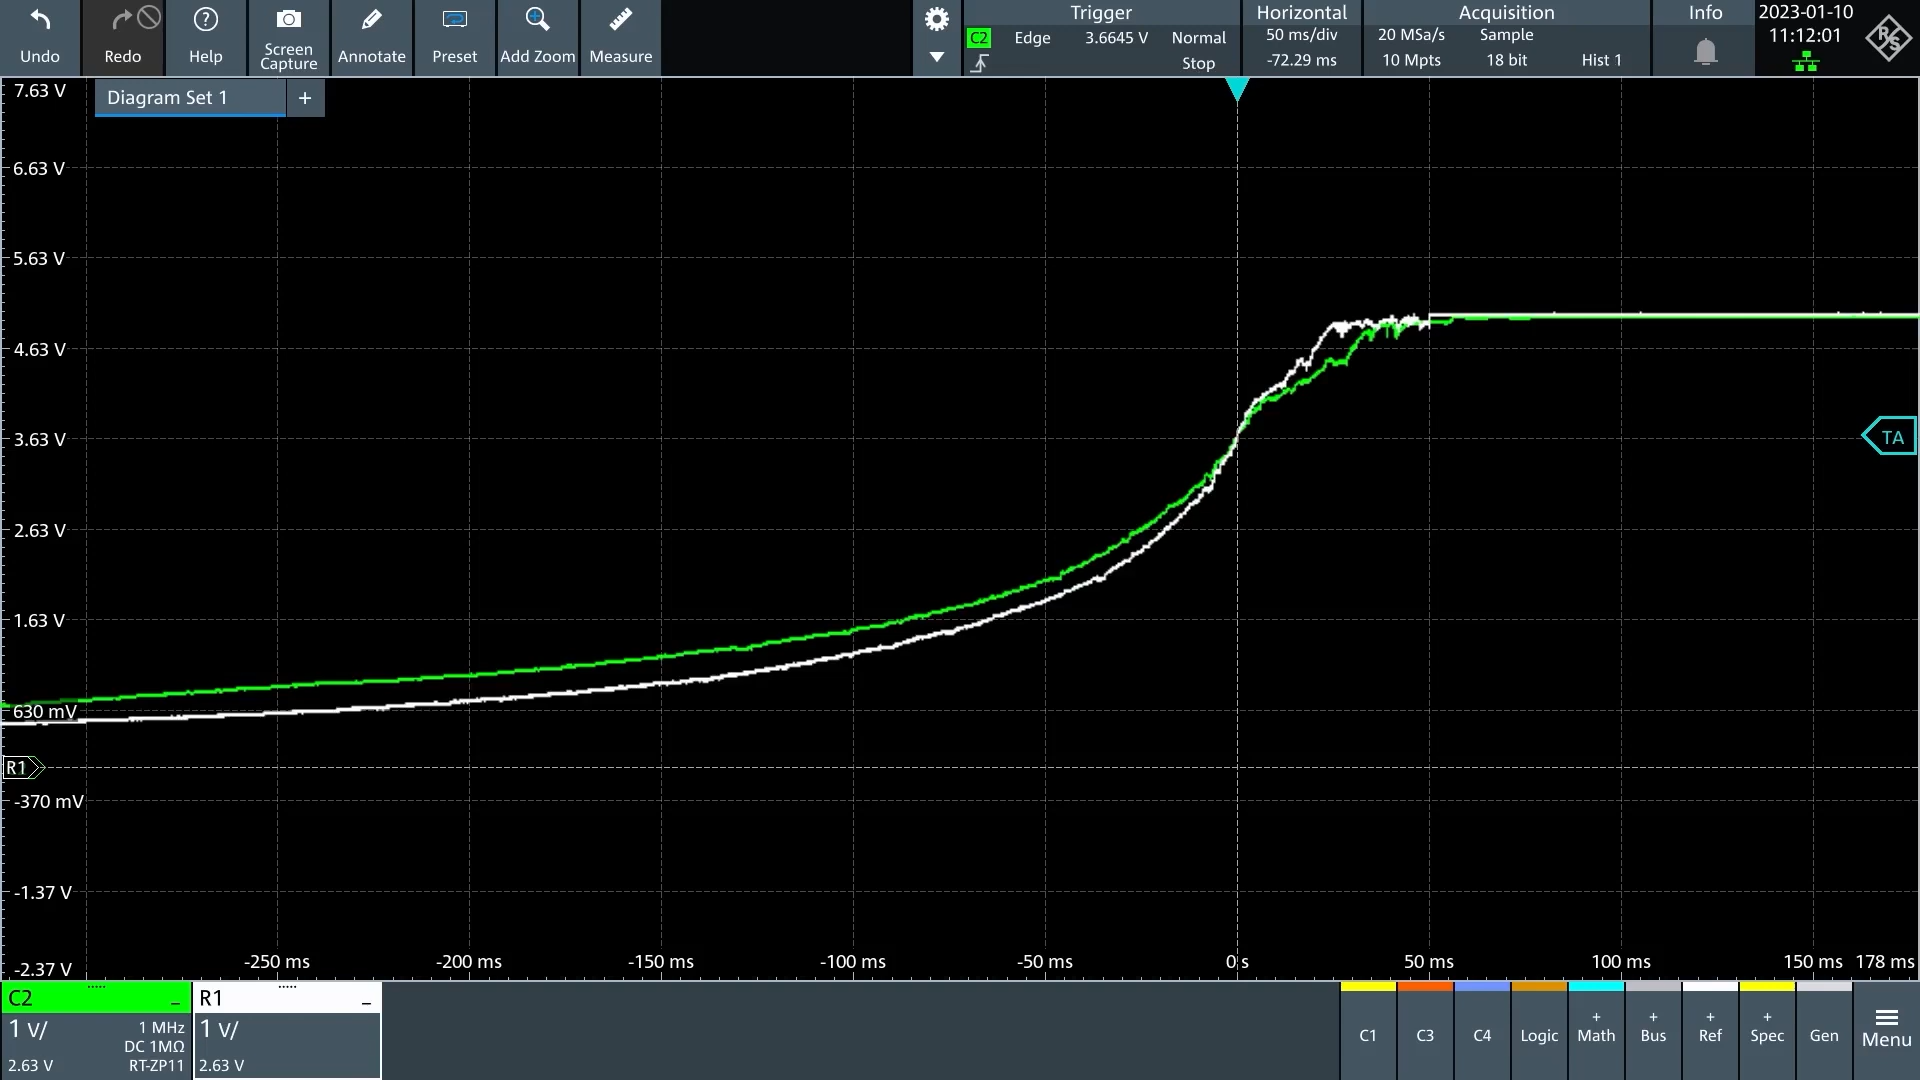 Undo
Redo
Help
Screen
Capture
Annotate
Preset
Add Zoom
Measure
Trigger
C2 Edge 3.6645 V Normal
Stop
Horizontal
50 ms/div
-72.29 ms
Acquisition
20 MSa/s Sample
10 Mpts 18 bit Hist 1
Info
2023-01-10
11:12:01
R S
Diagram Set 1 +
7.63 V
6.63 V
5.63 V
4.63 V
3.63 V
2.63 V
1.63 V
630 mV
R1
-370 mV
-1.37 V
-2.37 V
TA
-250 ms -200 ms -150 ms -100 ms -50 ms 0 s 50 ms 100 ms 150 ms 178 ms
C2
1 V/ 1 MHz
DC 1MΩ
2.63 V RT-ZP11
R1
1 V/
2.63 V
C1
C3
C4
Logic
+
Math
+
Bus
+
Ref
+
Spec
Gen
Menu